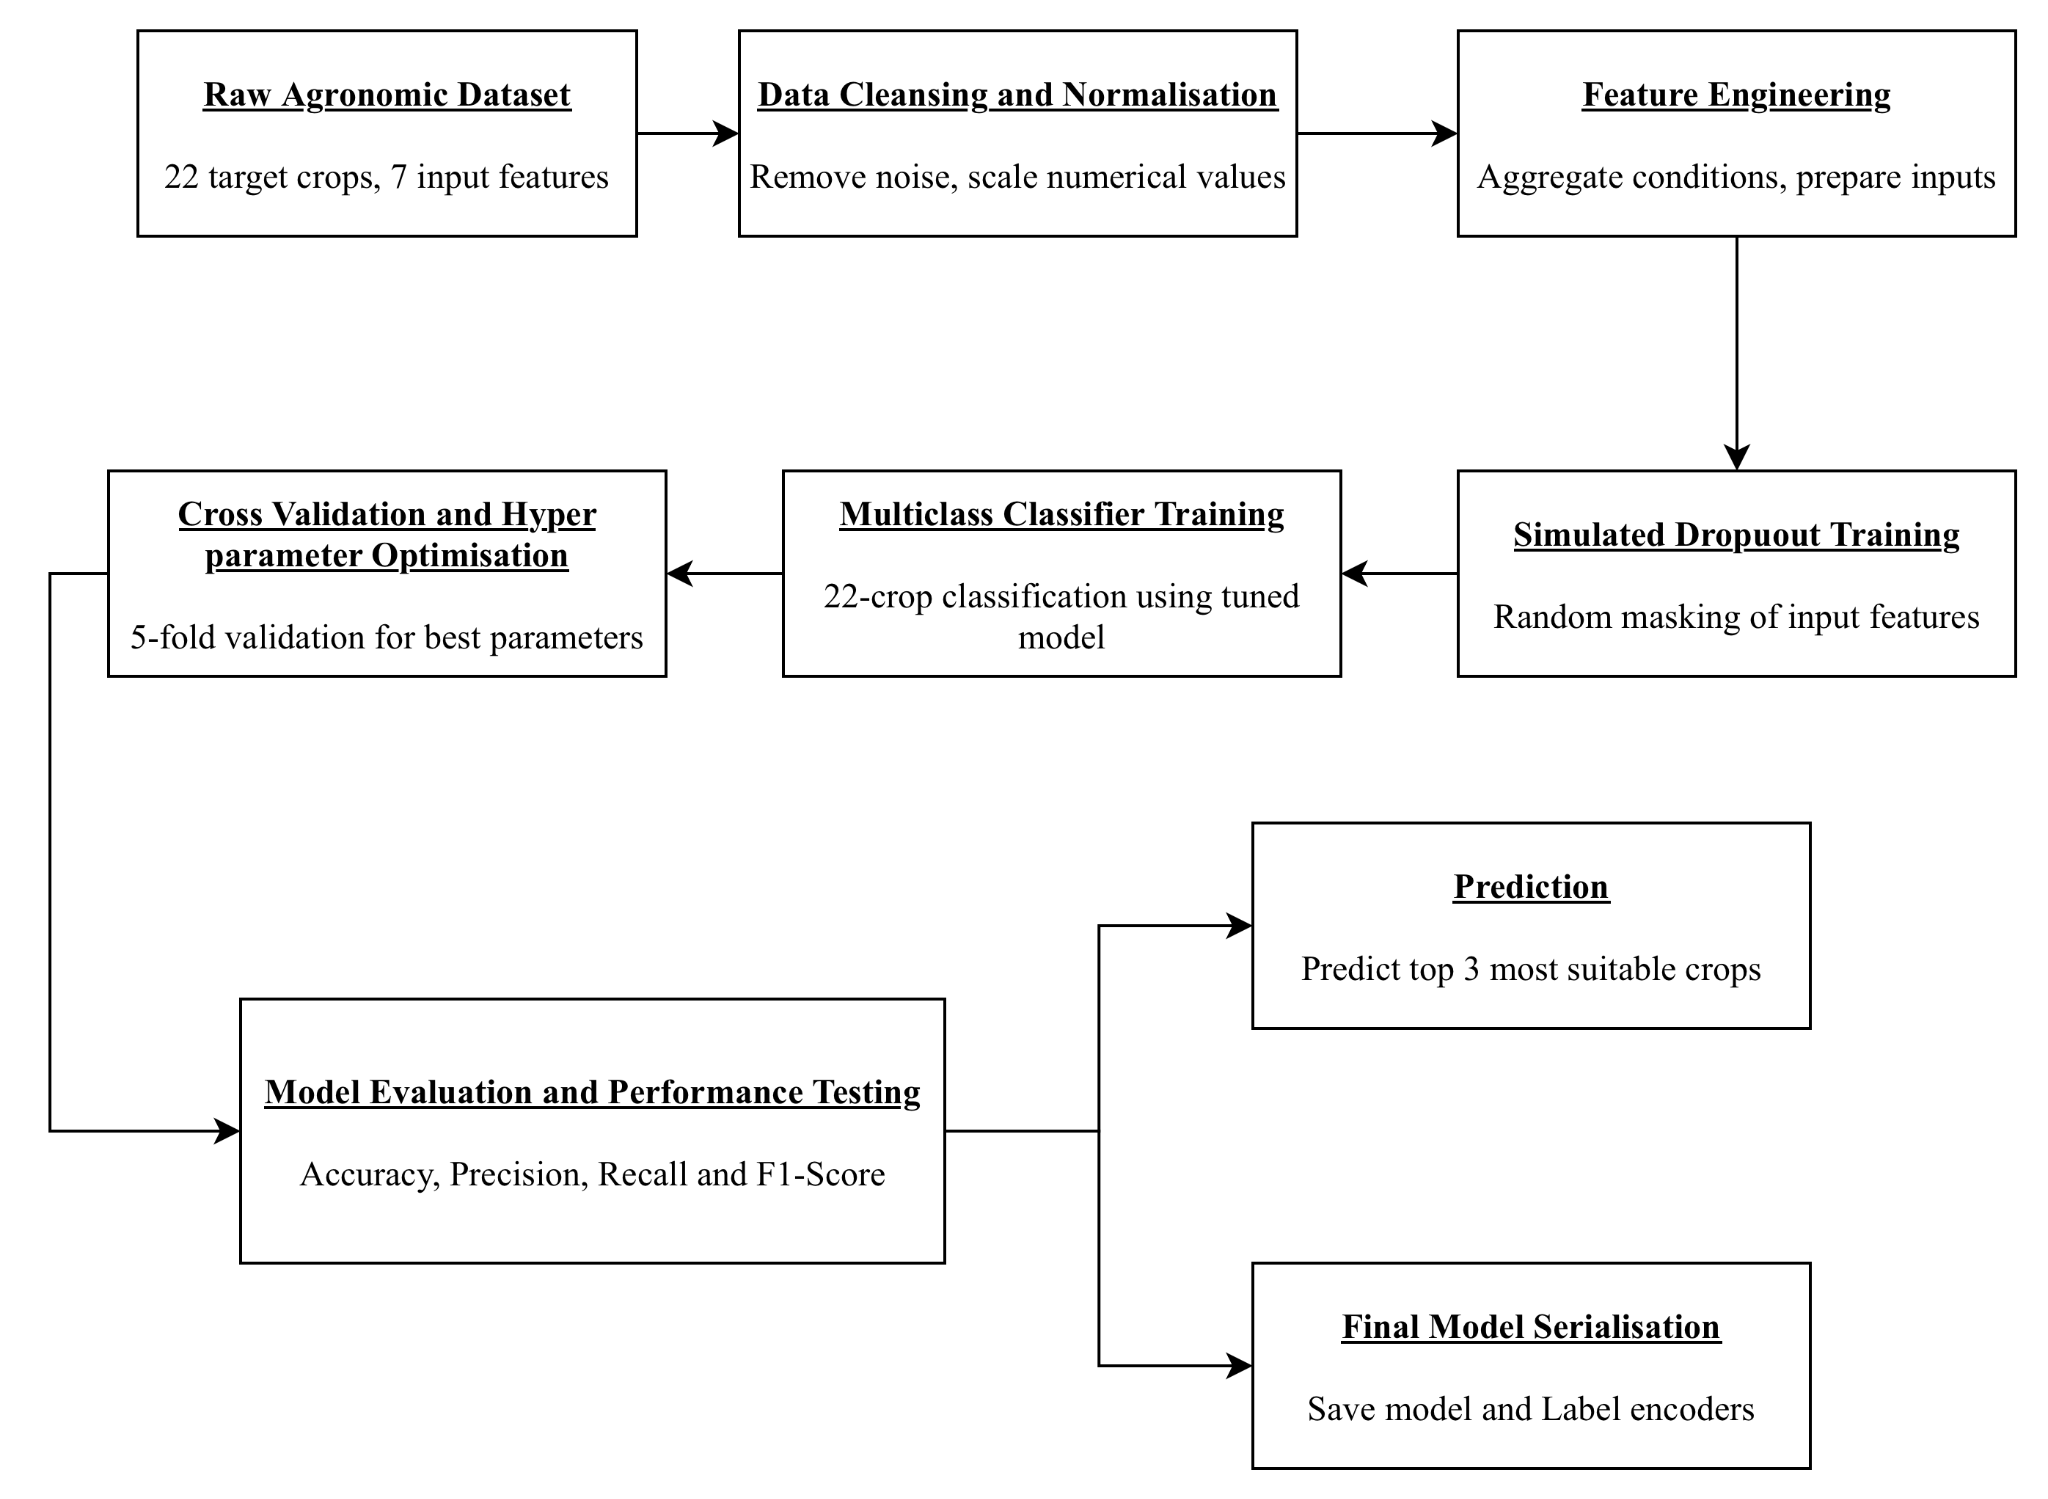 Raw Agronomic Dataset
22 target crops, 7 input features
Data Cleansing and Normalisation
Remove noise, scale numerical values
Feature Engineering
Aggregate conditions, prepare inputs
Simulated Dropuout Training
Random masking of input features
Multiclass Classifier Training
22-crop classification using tuned
model
Cross Validation and Hyper
parameter Optimisation
5-fold validation for best parameters
Model Evaluation and Performance Testing
Accuracy, Precision, Recall and F1-Score
Prediction
Predict top 3 most suitable crops
Final Model Serialisation
Save model and Label encoders